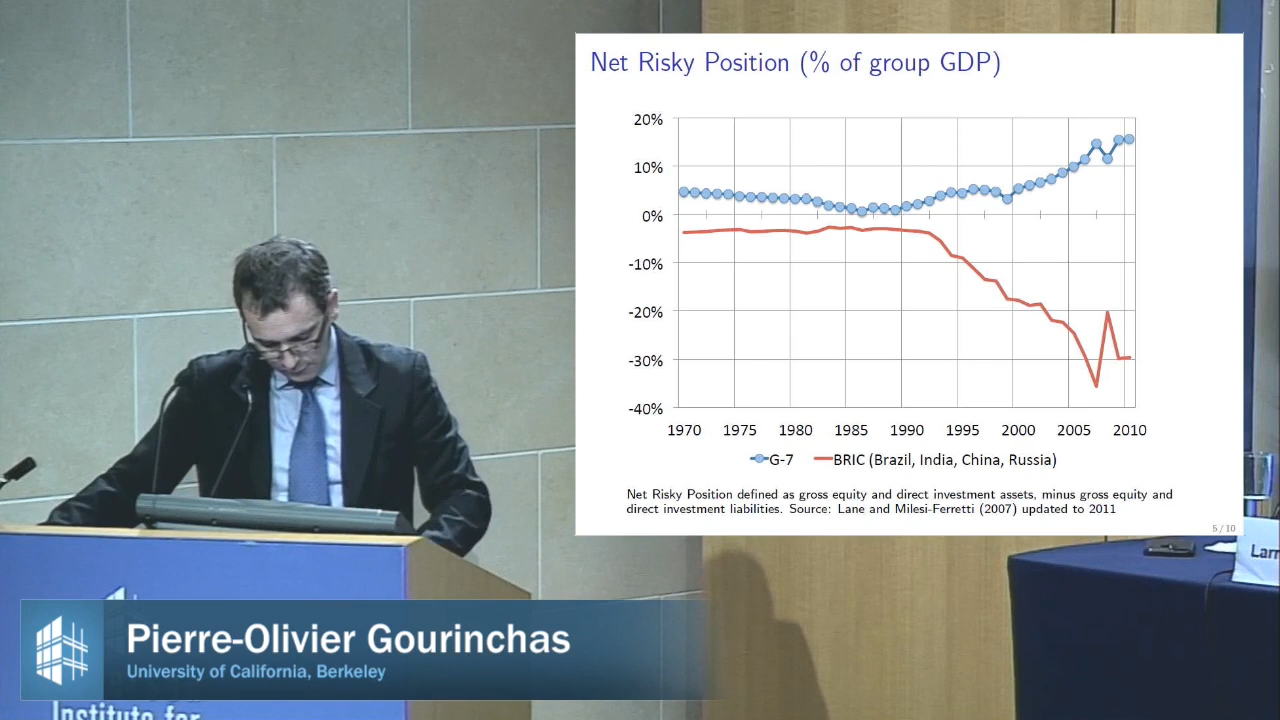 Net Risky Position (% of group GDP)
20%
10%
0%
-10%
-20%
-30%
-40%
1970 1975 1980 1985 1990 1995 2000 2005 2010
G-7 BRIC (Brazil, India, China, Russia)
Net Risky Position defined as gross equity and direct investment assets, minus gross equity and
direct investment liabilities. Source: Lane and Milesi-Ferretti (2007) updated to 2011
5 / 10
Pierre-Olivier Gourinchas
University of California, Berkeley
Institute for